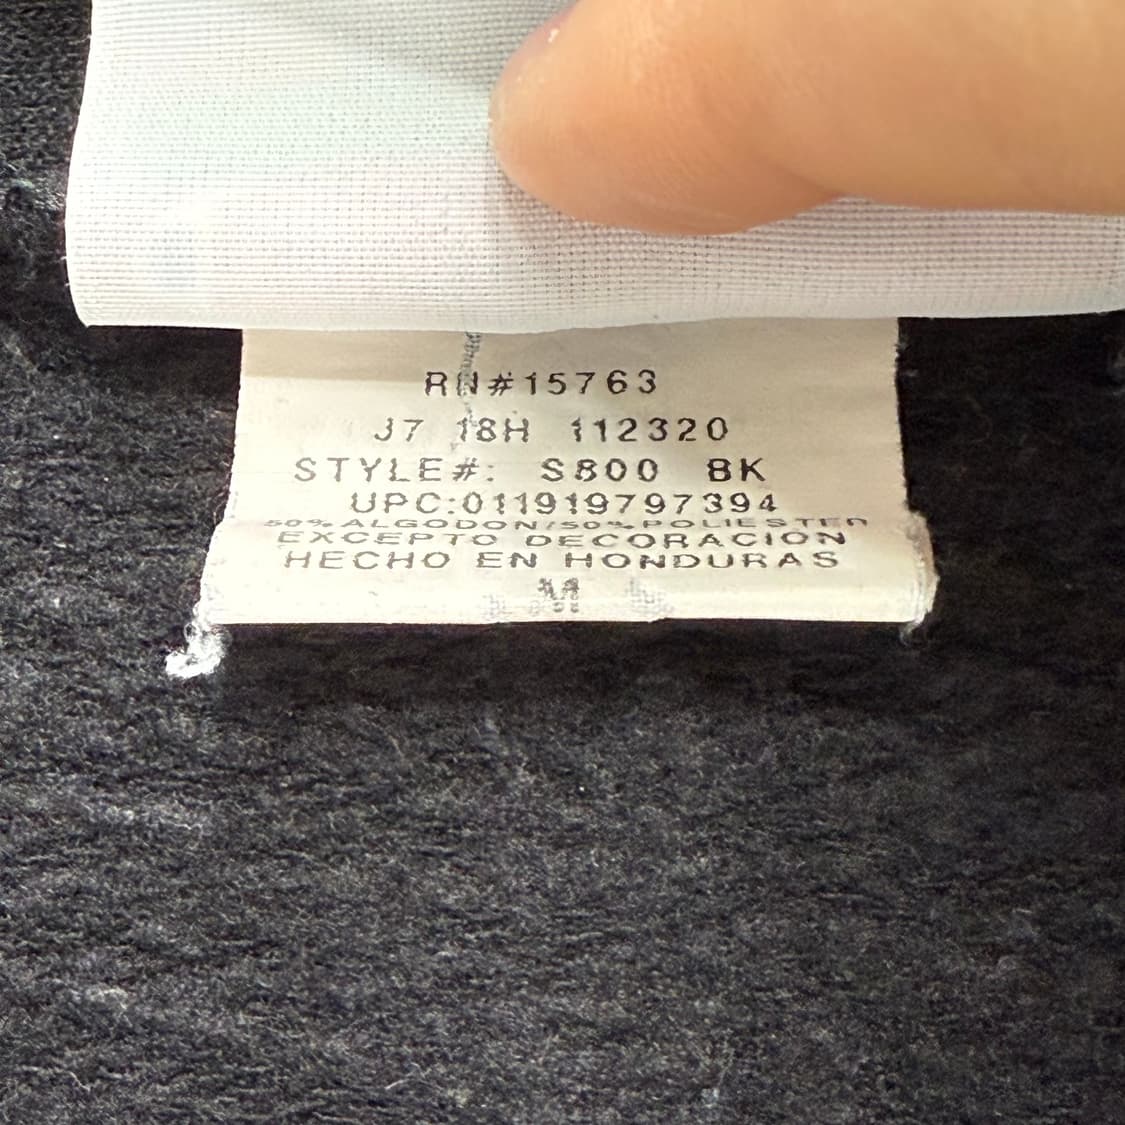 RN#15763
J7 18H 112320
STYLE#: S800 BK
UPC:011919797394
50% ALGODON/50% POLIESTER
EXCEPTO DECORACION
HECHO EN HONDURAS
M